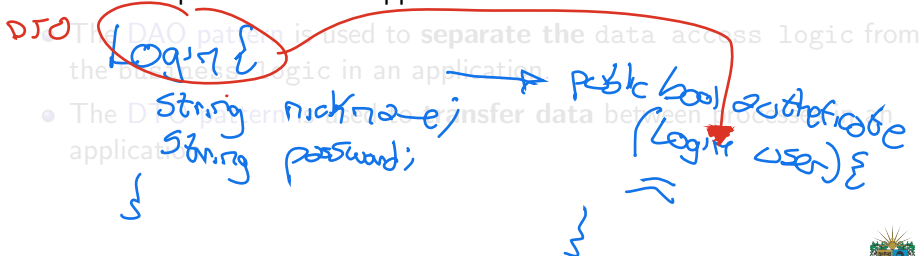 DTO
The DAO pattern is used to separate the data access logic from
Login {
the business logic in an application.
String nickname;
public bool authenticate
The DTO pattern is used to transfer data between processes in an
(Login user) {
String password;
application.
}
}